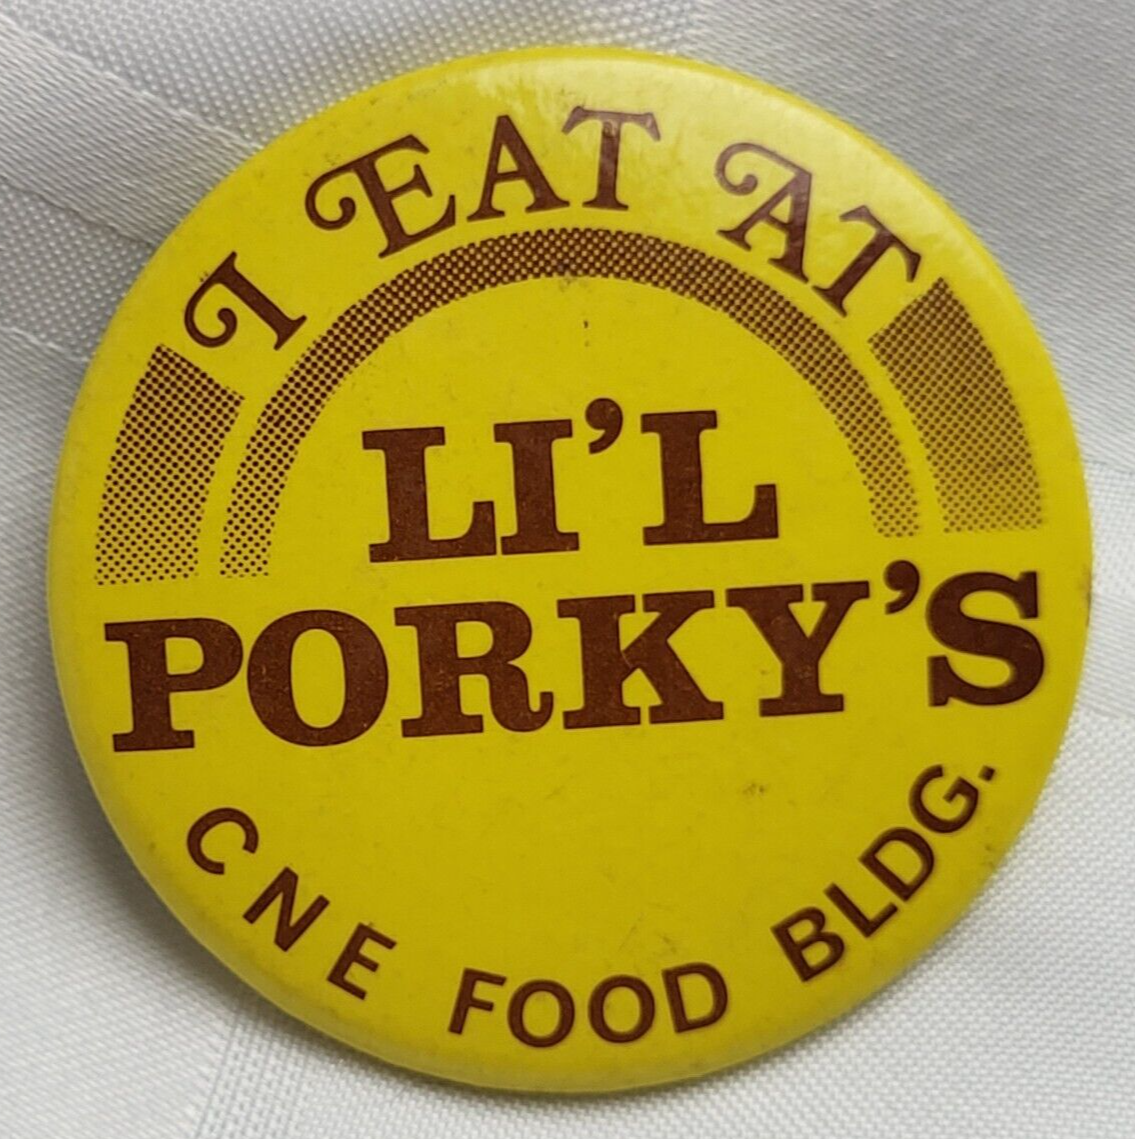 I EAT AT
LI'L
PORKY'S
CNE FOOD BLDG.